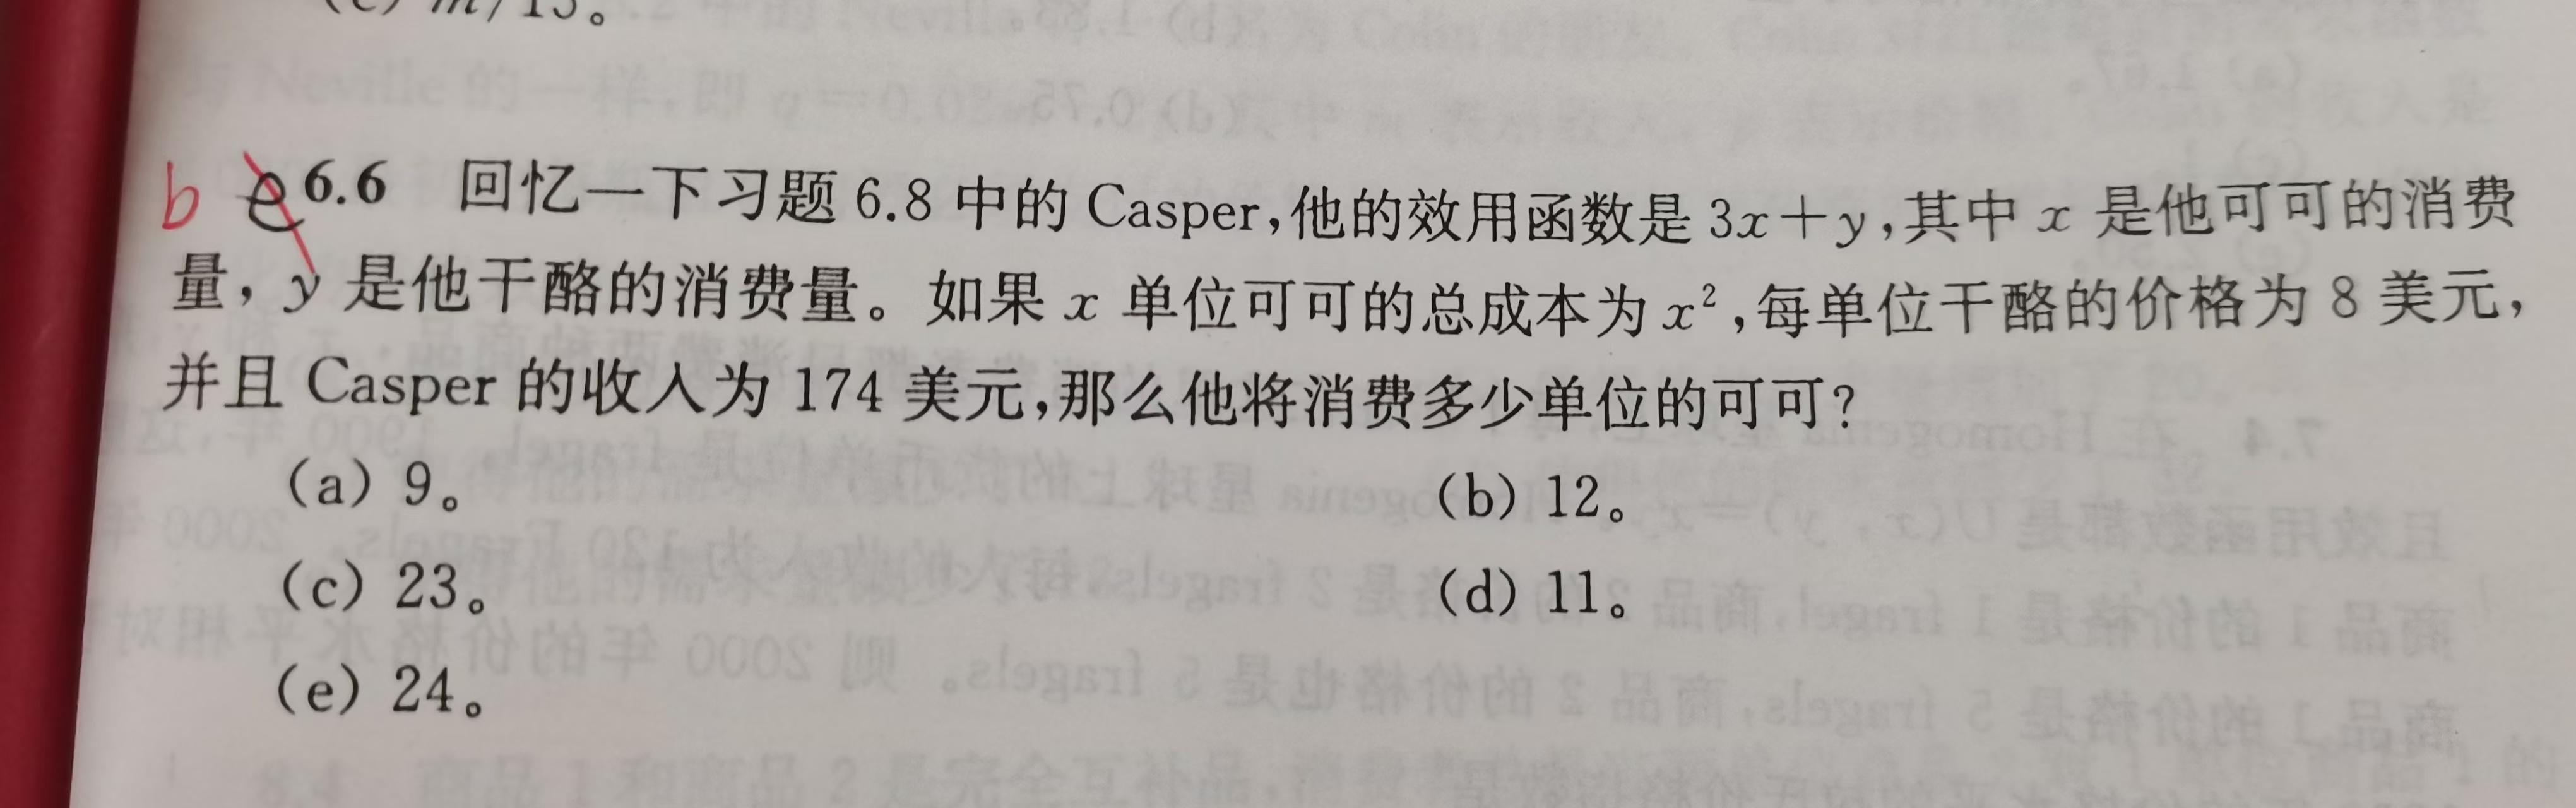 (c) m/15。
b e 6.6 回忆一下习题 6.8 中的 Casper,他的效用函数是 3x+y,其中 x 是他可可的消费
量, y 是他干酪的消费量。如果 x 单位可可的总成本为 x²,每单位干酪的价格为 8 美元,
并且 Casper 的收入为 174 美元,那么他将消费多少单位的可可?
(a) 9。 (b) 12。
(c) 23。 (d) 11。
(e) 24。